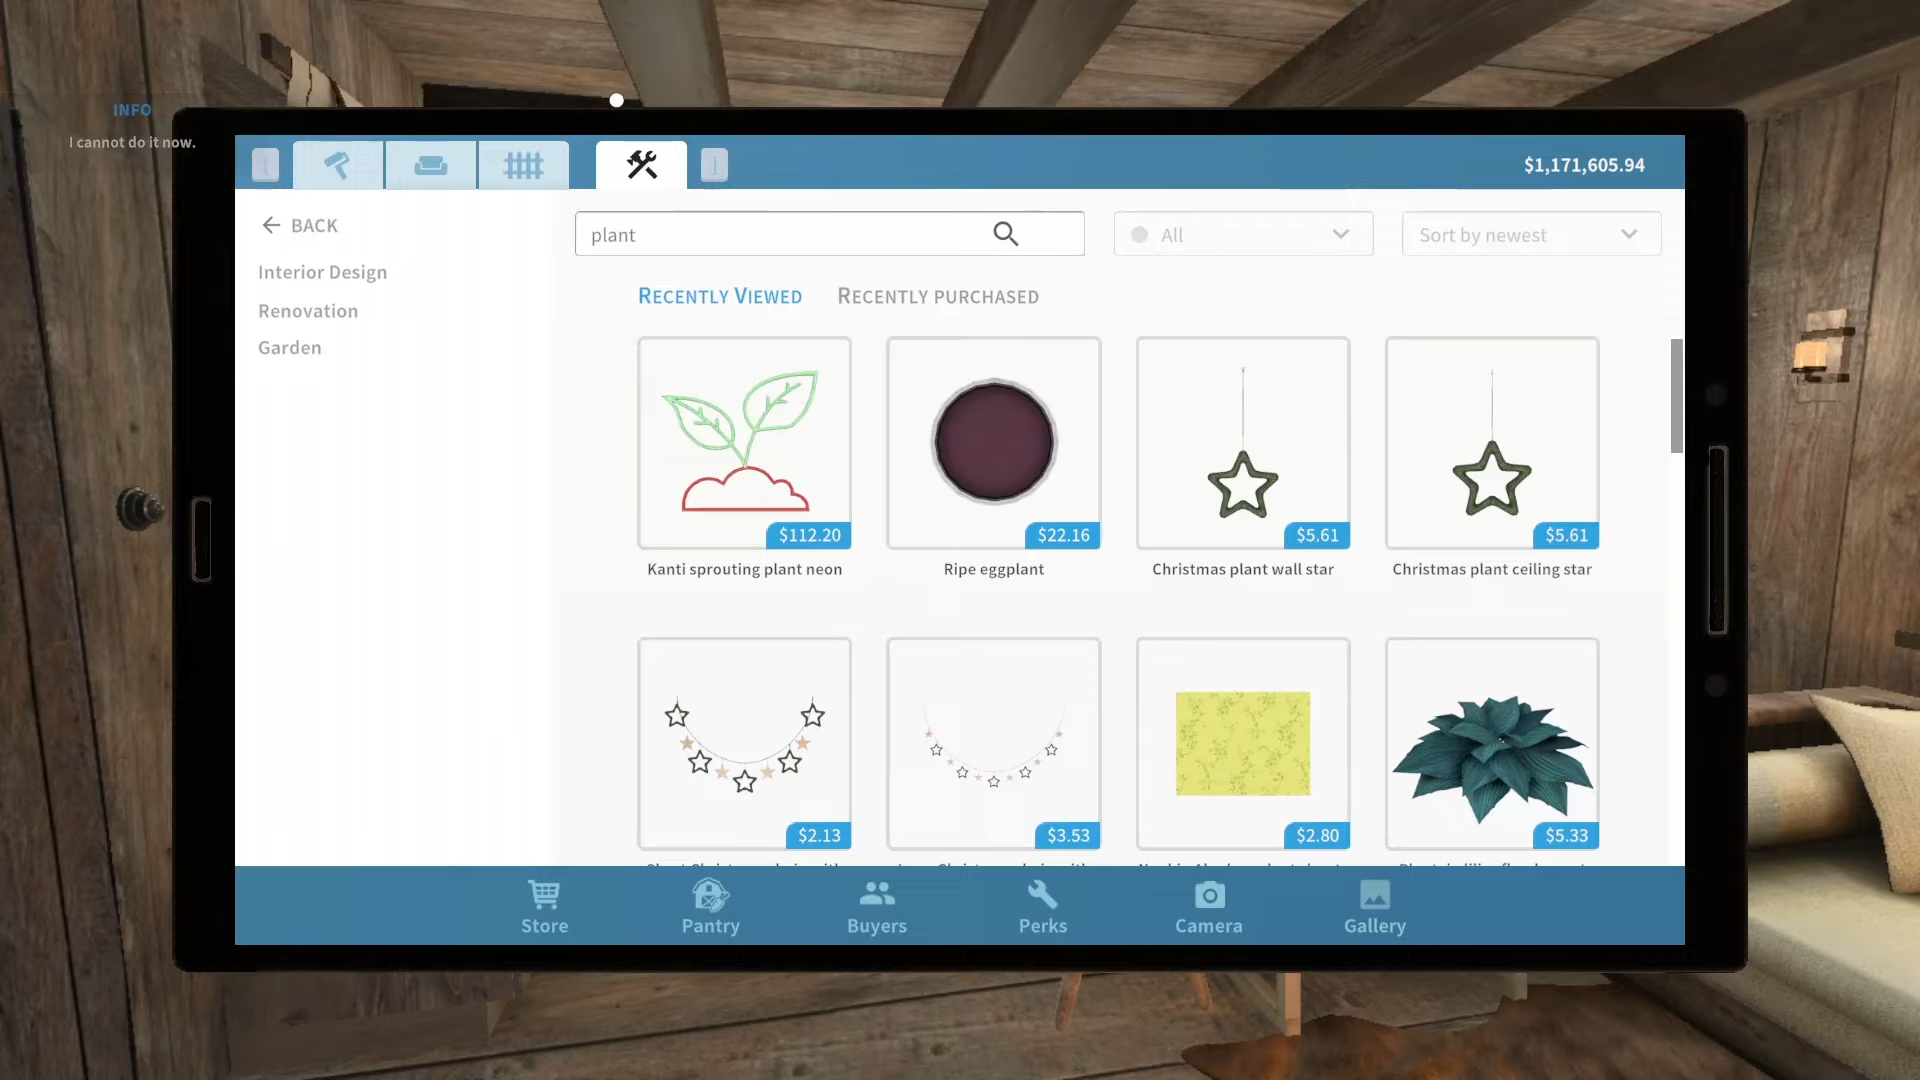 INFO
I cannot do it now.
$1,171,605.94
BACK
Interior Design
Renovation
Garden
plant
All
Sort by newest
RECENTLY VIEWED
RECENTLY PURCHASED
$112.20
$22.16
$5.61
$5.61
Kanti sprouting plant neon
Ripe eggplant
Christmas plant wall star
Christmas plant ceiling star
$2.13
$3.53
$2.80
$5.33
Store
Pantry
Buyers
Perks
Camera
Gallery